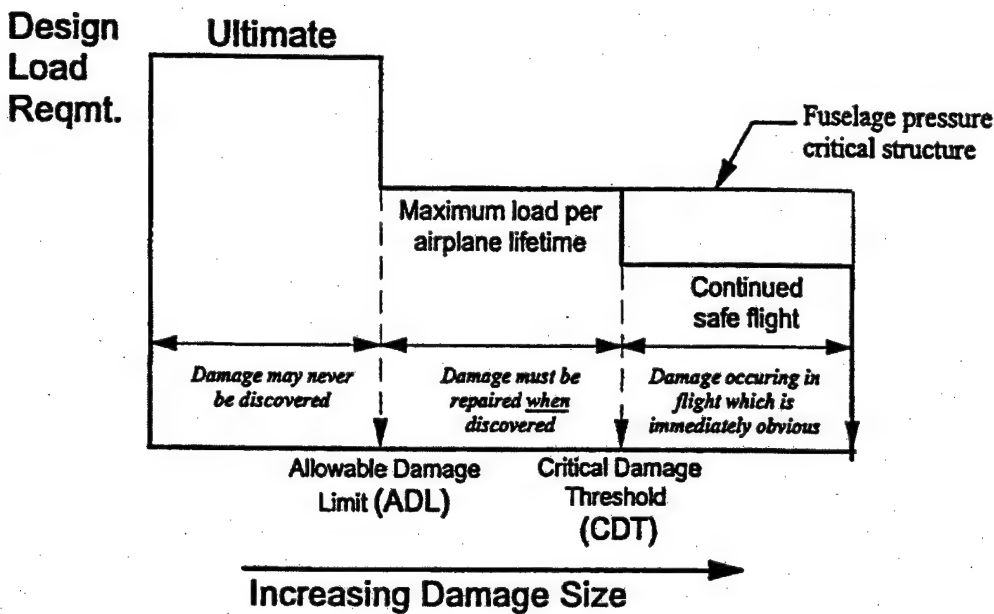 Design
Load
Reqmt.
Ultimate
Fuselage pressure
critical structure
Maximum load per
airplane lifetime
Continued
safe flight
Damage may never
be discovered
Damage must be
repaired when
discovered
Damage occuring in
flight which is
immediately obvious
Allowable Damage
Limit (ADL)
Critical Damage
Threshold
(CDT)
Increasing Damage Size